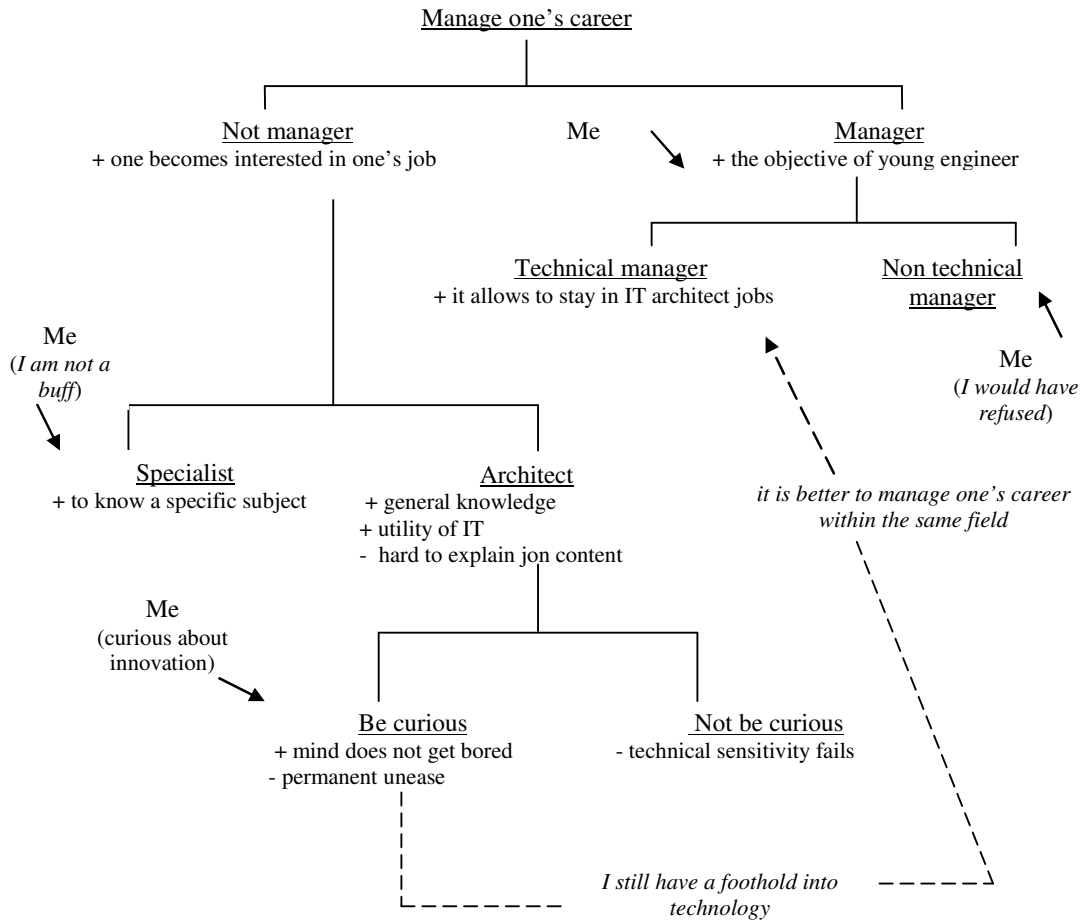 Manage one's career
Not manager
+ one becomes interested in one's job
Me
Manager
+ the objective of young engineer
Technical manager
+ it allows to stay in IT architect jobs
Non technical
manager
Me
(I am not a
buff)
Me
(I would have
refused)
Specialist
+ to know a specific subject
Architect
+ general knowledge
+ utility of IT
- hard to explain jon content
it is better to manage one's career
within the same field
Me
(curious about
innovation)
Be curious
+ mind does not get bored
- permanent unease
Not be curious
- technical sensitivity fails
I still have a foothold into
technology